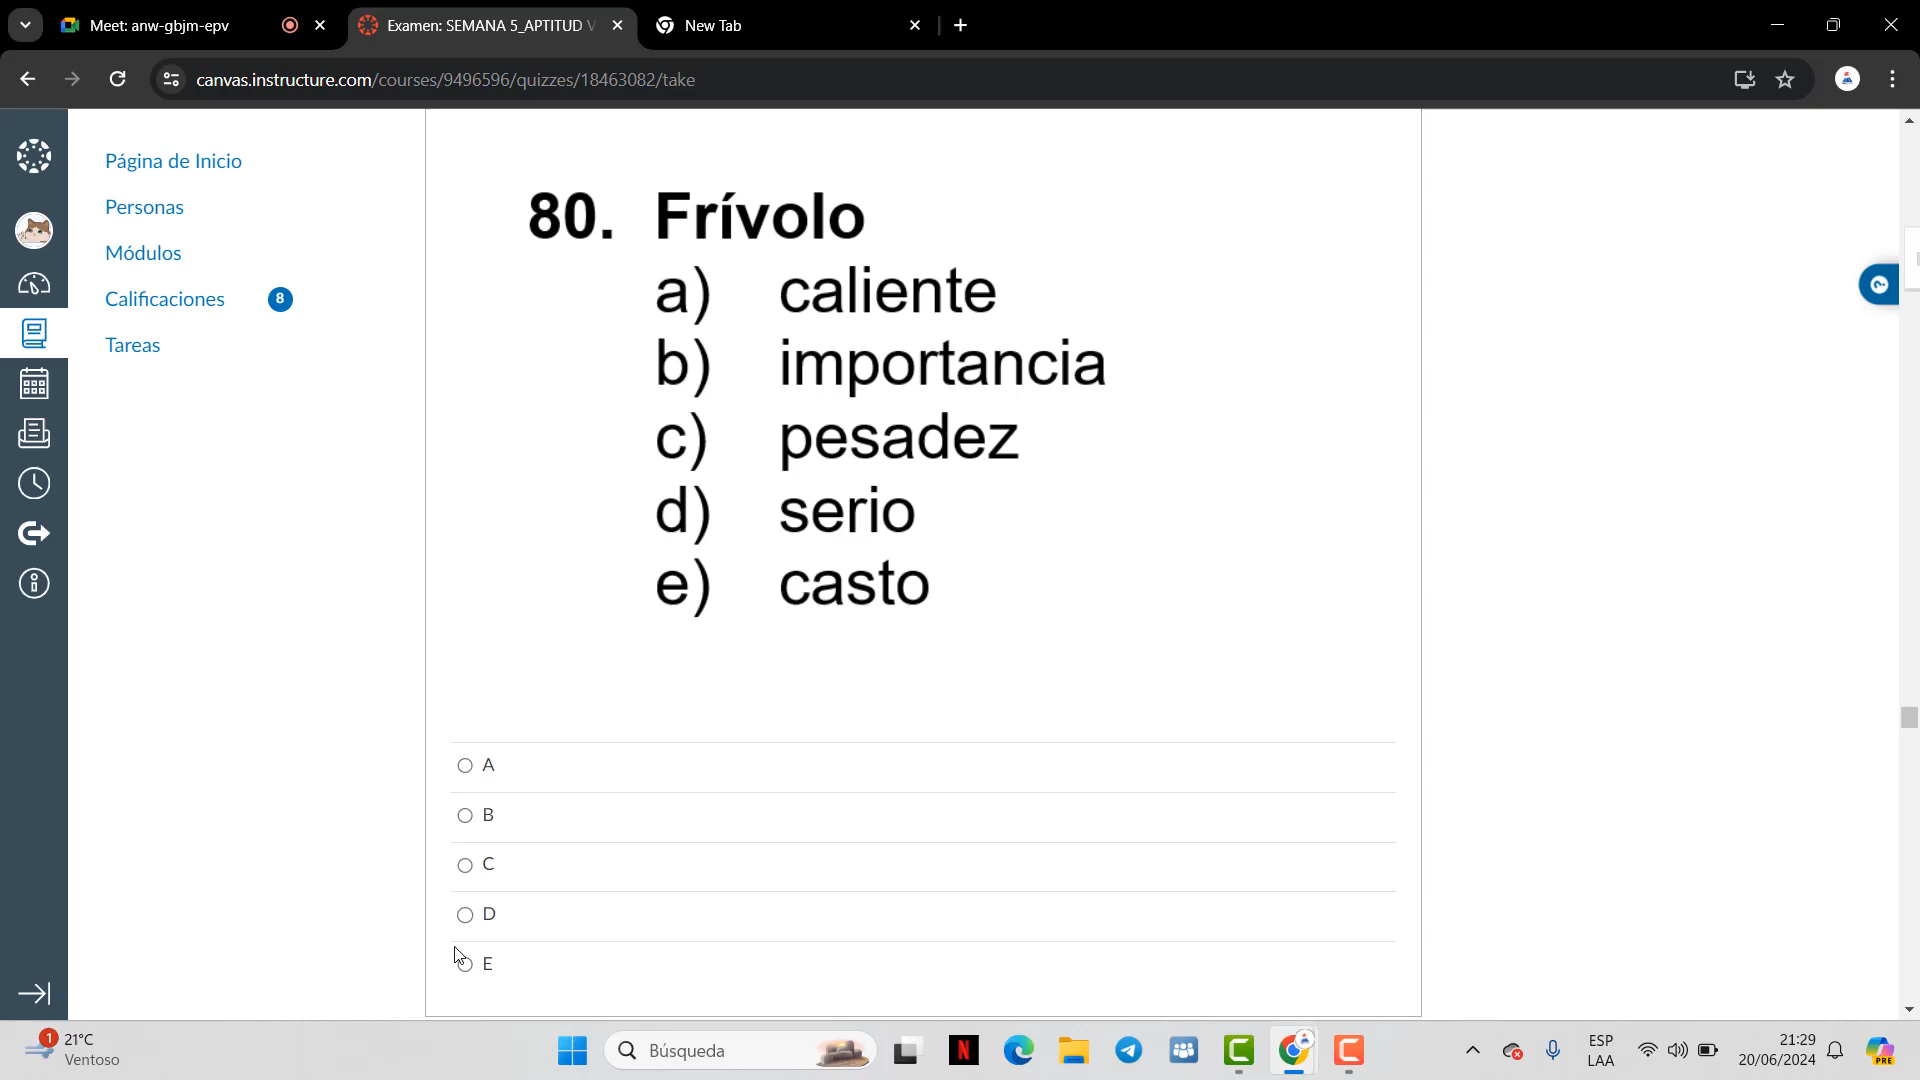 Meet: anw-gbjm-epv
Examen: SEMANA 5_APTITUD V
New Tab
canvas.instructure.com/courses/9496596/quizzes/18463082/take
Página de Inicio
Personas
Módulos
Calificaciones 8
Tareas
80. Frívolo
a) caliente
b) importancia
c) pesadez
d) serio
e) casto
A
B
C
D
E
1
21°C
Ventoso
Búsqueda
N
ESP
LAA
21:29
20/06/2024
PRE